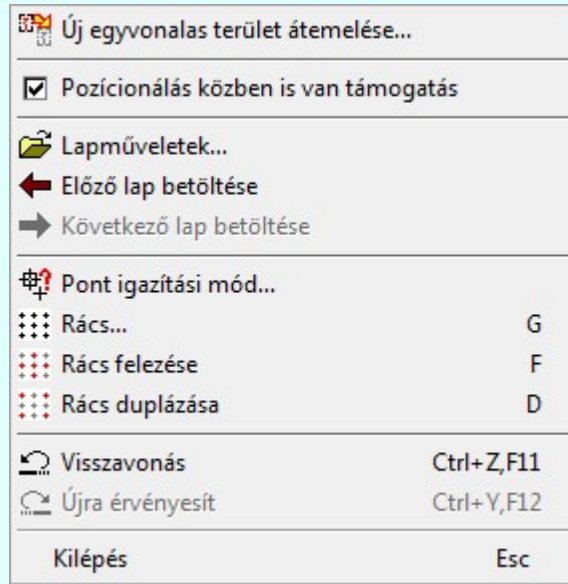 Új egyvonalas terület átemelése...
Pozícionálás közben is van támogatás
Lapműveletek...
Előző lap betöltése
Következő lap betöltése
Pont igazítási mód...
Rács... G
Rács felezése F
Rács duplázása D
Visszavonás Ctrl+Z,F11
Újra érvényesít Ctrl+Y,F12
Kilépés Esc